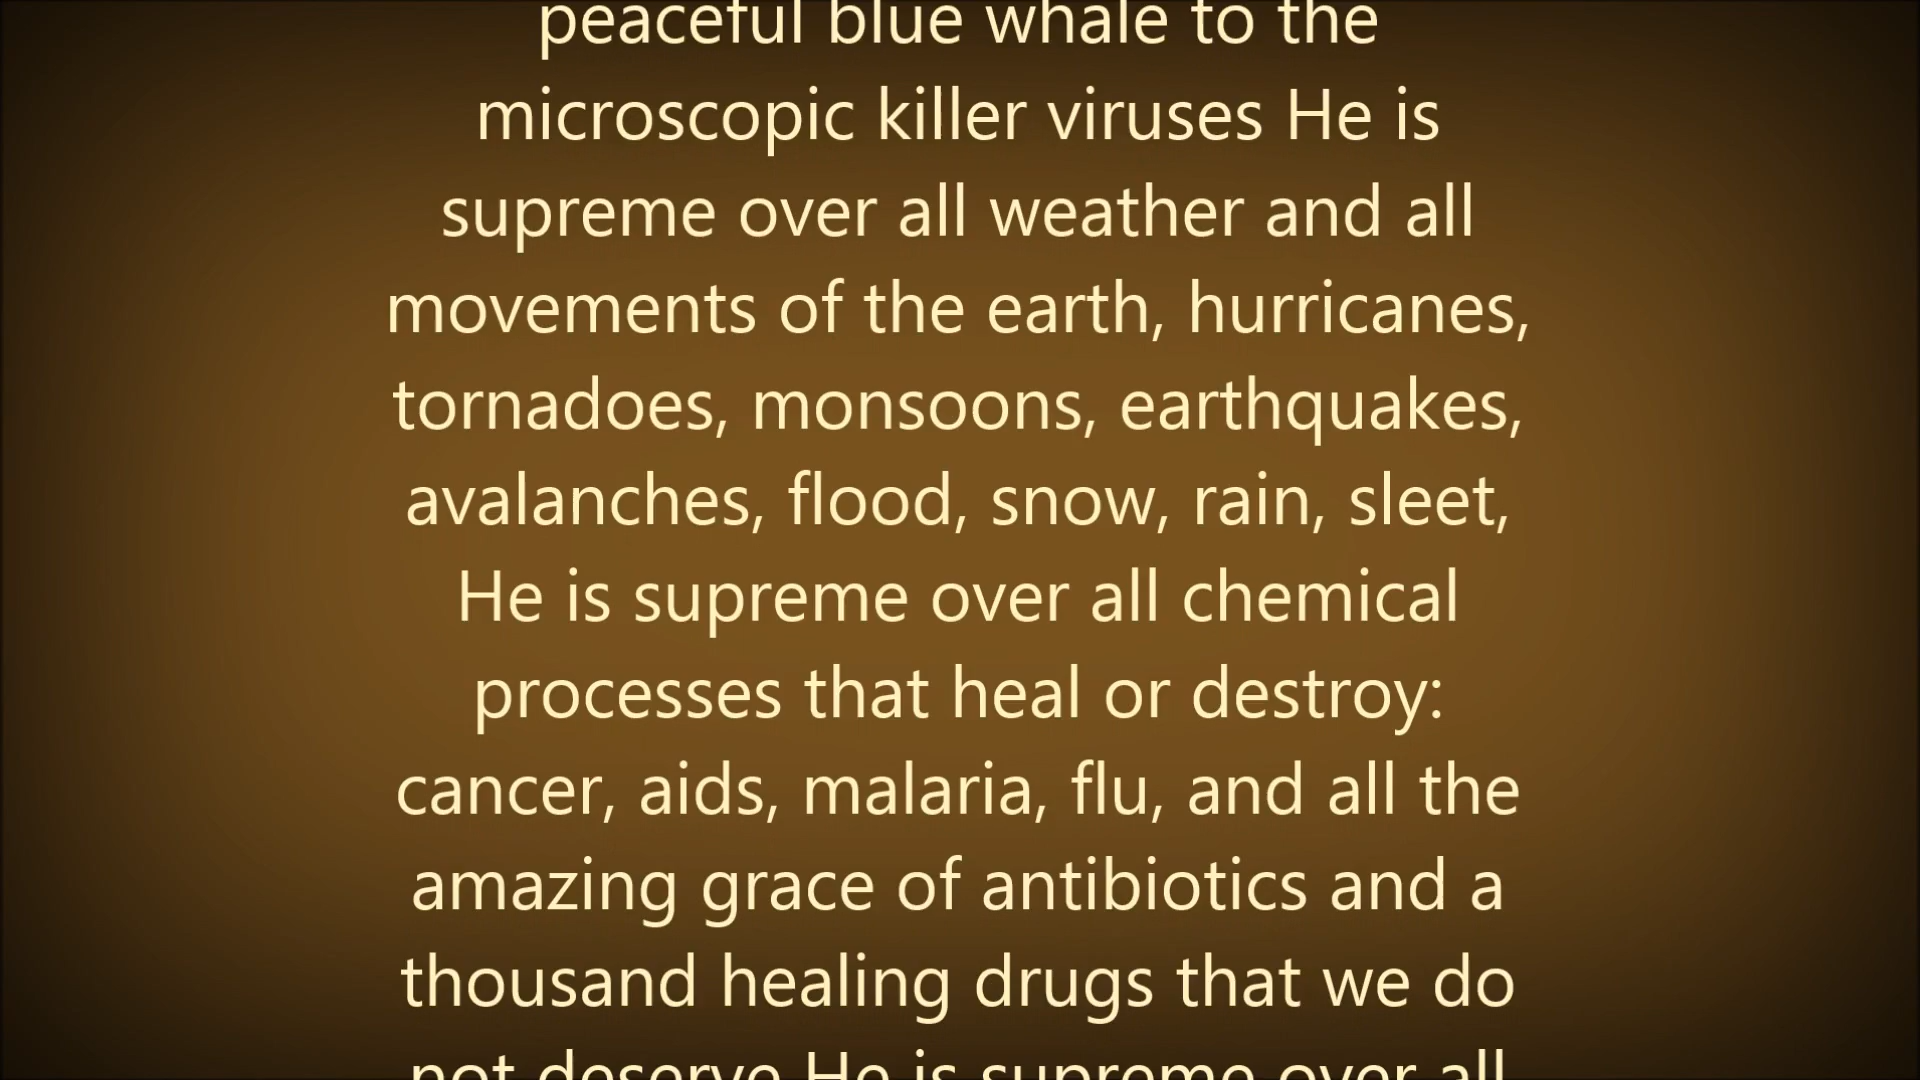 peaceful blue whale to the
microscopic killer viruses He is
supreme over all weather and all
movements of the earth, hurricanes,
tornadoes, monsoons, earthquakes,
avalanches, flood, snow, rain, sleet,
He is supreme over all chemical
processes that heal or destroy:
cancer, aids, malaria, flu, and all the
amazing grace of antibiotics and a
thousand healing drugs that we do
not deserve He is supreme over all